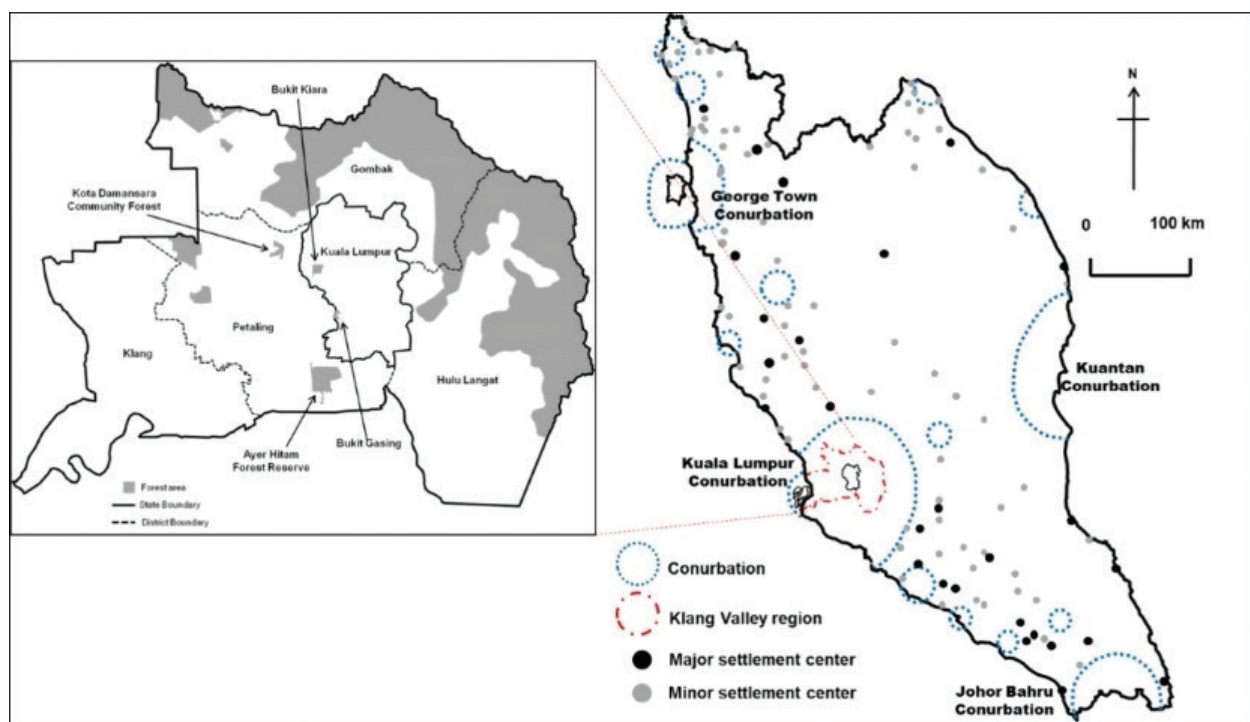 Bukit Kiara
Gombak
Kota Damansara
Community Forest
Kuala Lumpur
Petaling
Klang
Hulu Langat
Bukit Gasing
Ayer Hitam
Forest Reserve
Forest area
State Boundary
District Boundary
N
0 100 km
George Town
Conurbation
Kuantan
Conurbation
Kuala Lumpur
Conurbation
Conurbation
Klang Valley region
Major settlement center
Minor settlement center
Johor Bahru
Conurbation